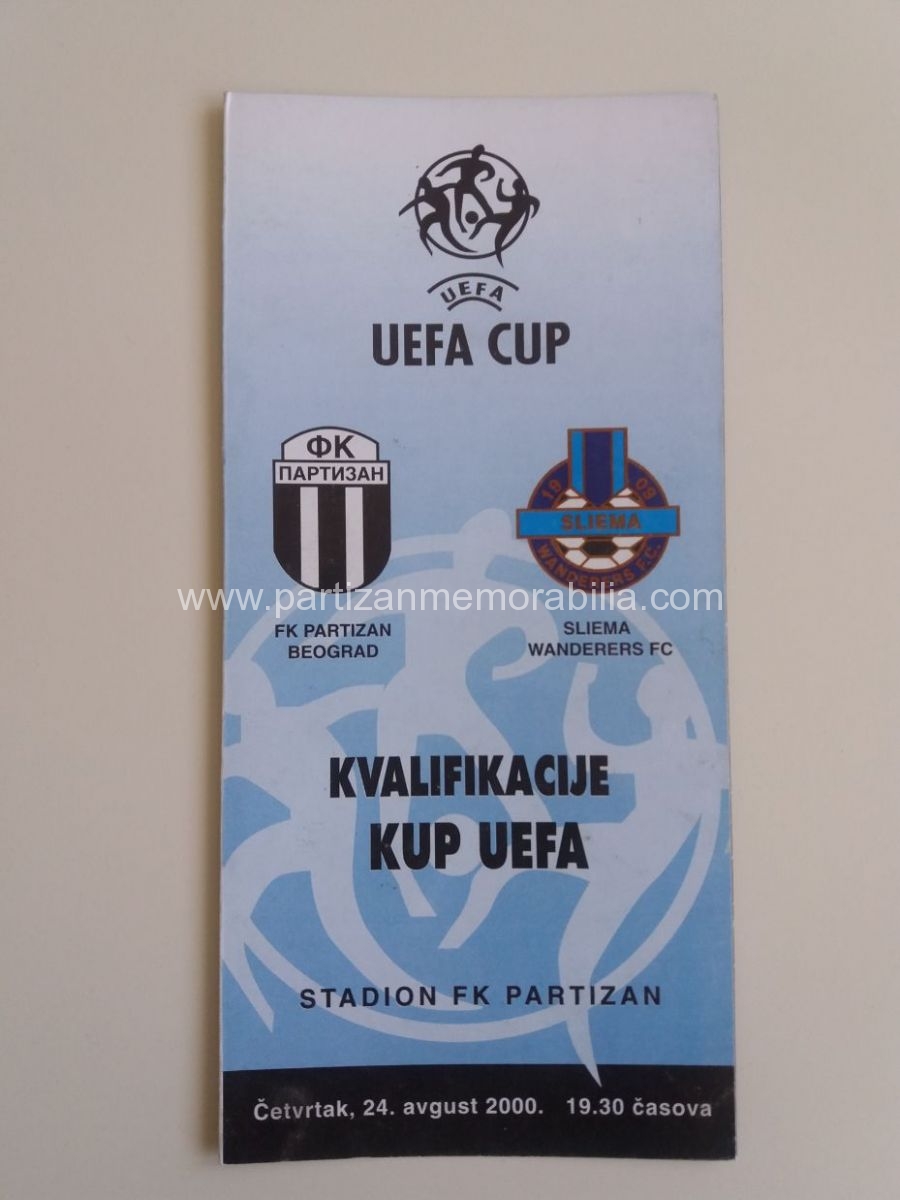 UEFA
UEFA CUP
ФК
ПАРТИЗАН
19 09
SLIEMA
WANDERERS F.C.
www.partizanmemorabilia.com
FK PARTIZAN
BEOGRAD
SLIEMA
WANDERERS FC
KVALIFIKACIJE
KUP UEFA
STADION FK PARTIZAN
Četvrtak, 24. avgust 2000. 19.30 časova